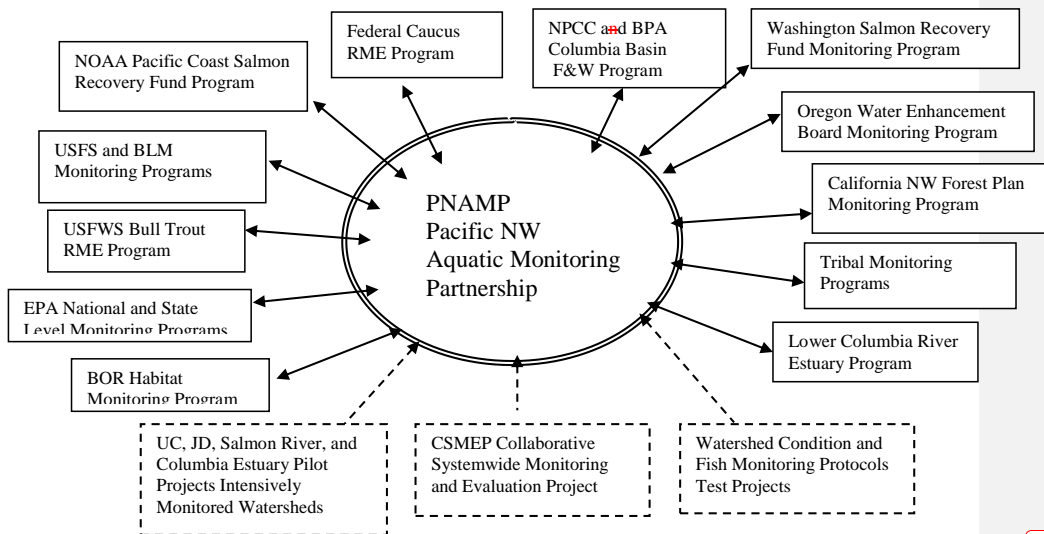 Federal Caucus
RME Program
NPCC and BPA
Columbia Basin
F&W Program
Washington Salmon Recovery
Fund Monitoring Program
NOAA Pacific Coast Salmon
Recovery Fund Program
Oregon Water Enhancement
Board Monitoring Program
USFS and BLM
Monitoring Programs
California NW Forest Plan
Monitoring Program
USFWS Bull Trout
RME Program
PNAMP
Pacific NW
Aquatic Monitoring
Partnership
Tribal Monitoring
Programs
EPA National and State
Level Monitoring Programs
Lower Columbia River
Estuary Program
BOR Habitat
Monitoring Program
UC, JD, Salmon River, and
Columbia Estuary Pilot
Projects Intensively
Monitored Watersheds
CSMEP Collaborative
Systemwide Monitoring
and Evaluation Project
Watershed Condition and
Fish Monitoring Protocols
Test Projects